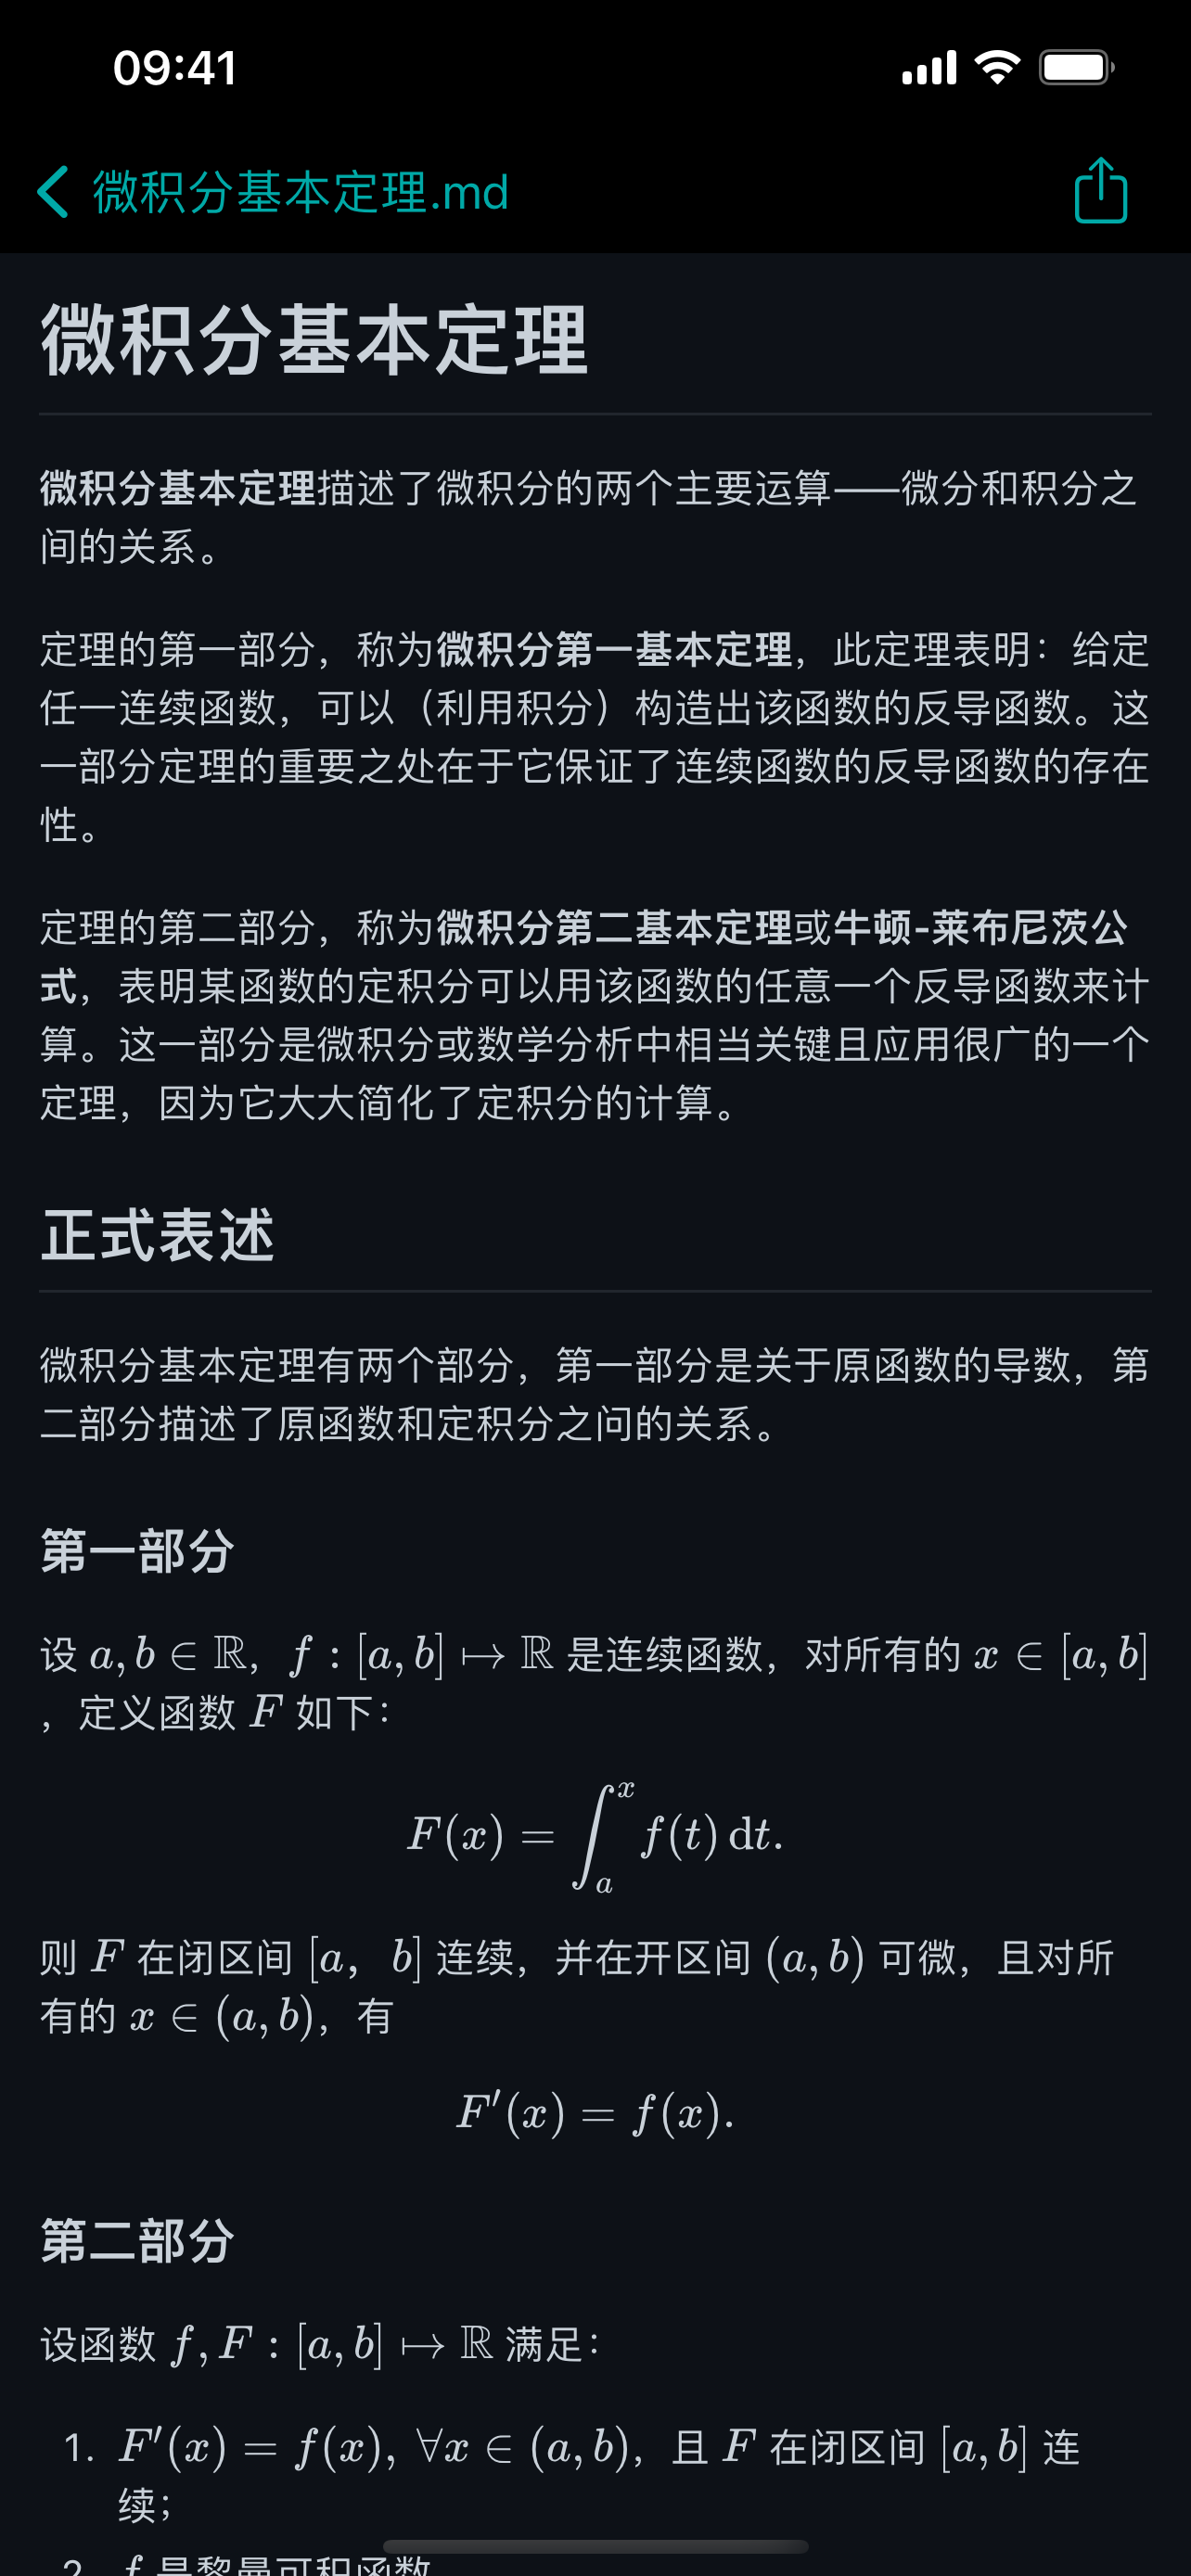 09:41
微积分基本定理.md
微积分基本定理
微积分基本定理描述了微积分的两个主要运算——微分和积分之
间的关系。
定理的第一部分，称为微积分第一基本定理，此定理表明：给定
任一连续函数，可以（利用积分）构造出该函数的反导函数。这
一部分定理的重要之处在于它保证了连续函数的反导函数的存在
性。
定理的第二部分，称为微积分第二基本定理或牛顿-莱布尼茨公
式，表明某函数的定积分可以用该函数的任意一个反导函数来计
算。这一部分是微积分或数学分析中相当关键且应用很广的一个
定理，因为它大大简化了定积分的计算。
正式表述
微积分基本定理有两个部分，第一部分是关于原函数的导数，第
二部分描述了原函数和定积分之问的关系。
第一部分
设 a, b ∈ ℝ，f : [a, b] ↦ ℝ 是连续函数，对所有的 x ∈ [a, b]
，定义函数 F 如下：
F(x) = ∫ₐˣ f(t) dt.
则 F 在闭区间 [a，b] 连续，并在开区间 (a, b) 可微，且对所
有的 x ∈ (a, b)，有
F′(x) = f(x).
第二部分
设函数 f, F : [a, b] ↦ ℝ 满足：
1. F′(x) = f(x), ∀x ∈ (a, b)，且 F 在闭区间 [a, b] 连
续；
2. f 是黎曼可积函数